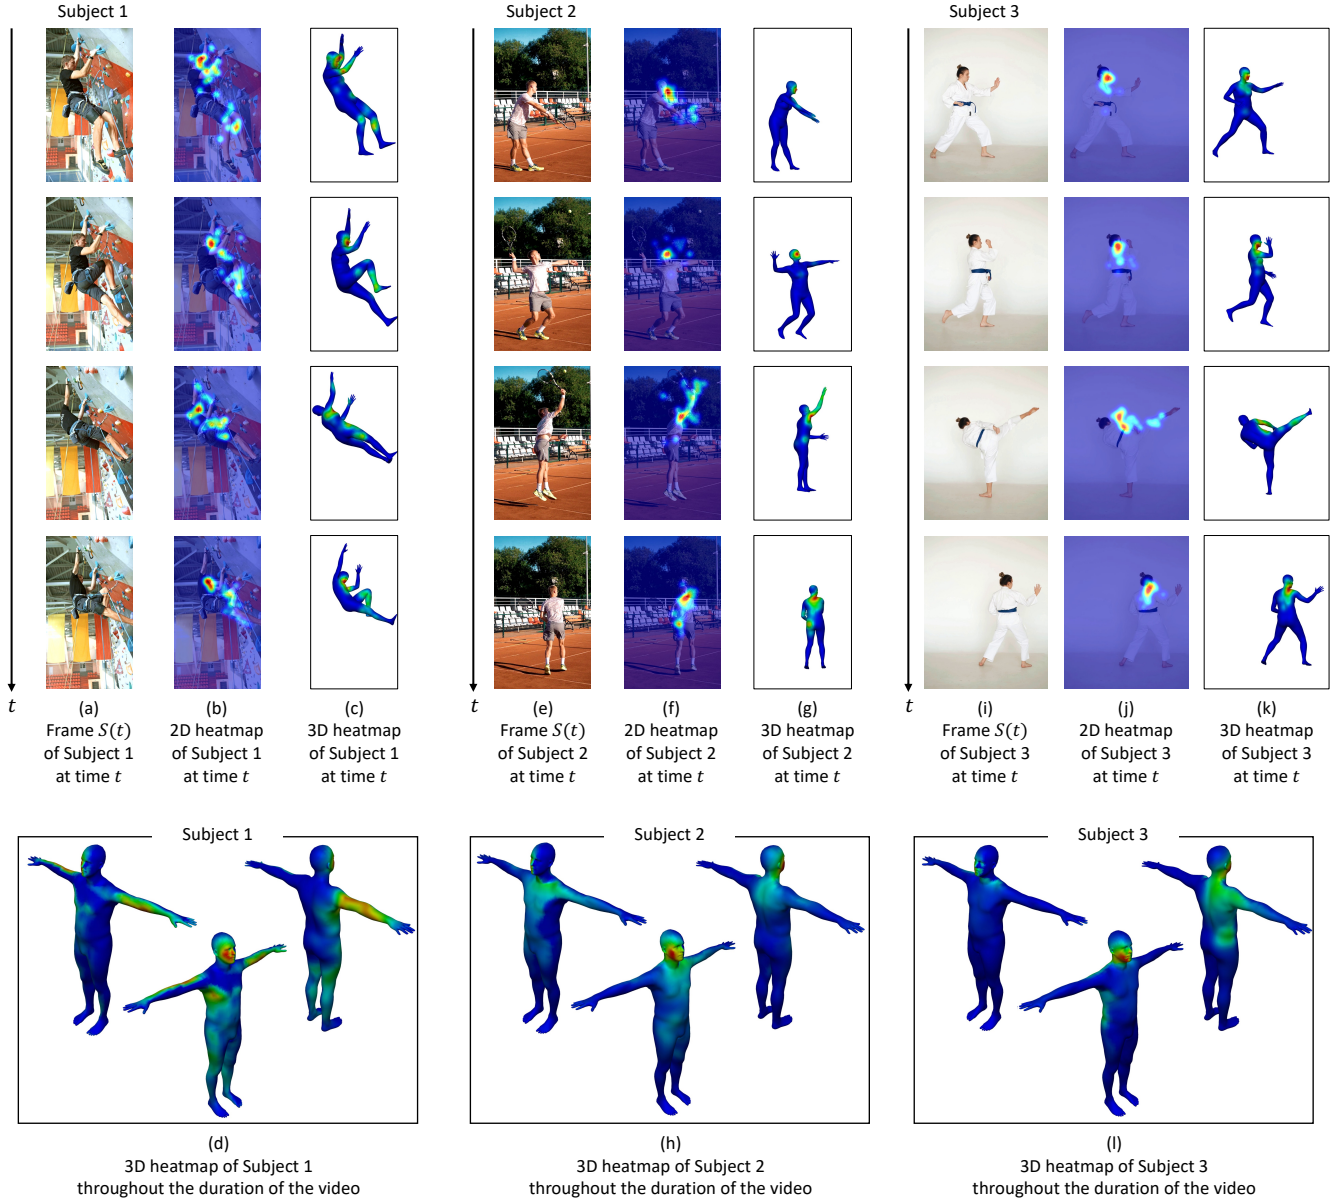 Subject 1
Subject 2
Subject 3
t
(a)
Frame S(t)
of Subject 1
at time t
(b)
2D heatmap
of Subject 1
at time t
(c)
3D heatmap
of Subject 1
at time t
t
(e)
Frame S(t)
of Subject 2
at time t
(f)
2D heatmap
of Subject 2
at time t
(g)
3D heatmap
of Subject 2
at time t
t
(i)
Frame S(t)
of Subject 3
at time t
(j)
2D heatmap
of Subject 3
at time t
(k)
3D heatmap
of Subject 3
at time t
Subject 1
(d)
3D heatmap of Subject 1
throughout the duration of the video
Subject 2
(h)
3D heatmap of Subject 2
throughout the duration of the video
Subject 3
(l)
3D heatmap of Subject 3
throughout the duration of the video